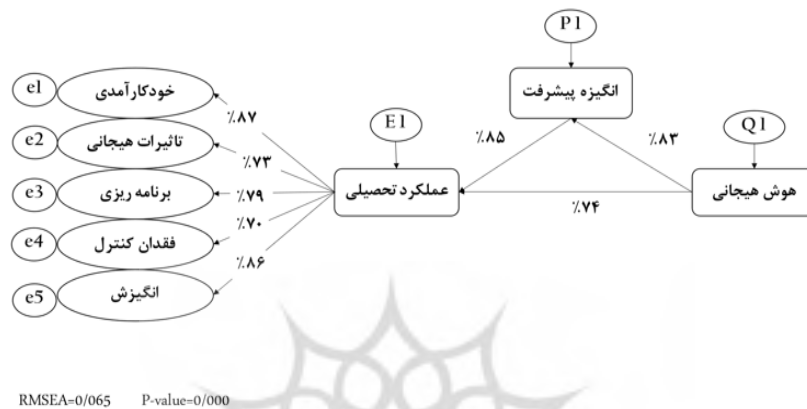 P1
انگیزه پیشرفت
e1
خودکارآمدی
E1
Q1
٪.۸۷
٪.۸۵
٪.۸۳
e2
تاثیرات هیجانی
٪.۷۳
e3
برنامه ریزی
٪.۷۹
عملکرد تحصیلی
هوش هیجانی
٪.۷۴
٪.۷۰
e4
فقدان کنترل
٪.۸۶
e5
انگیزش
RMSEA=0/065 P-value=0/000